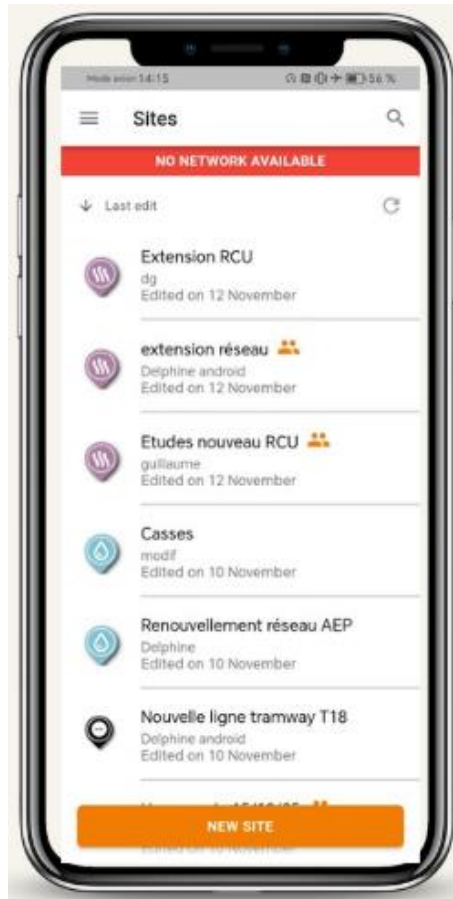 Mode avion 14:15 56 %
Sites
NO NETWORK AVAILABLE
Last edit
Extension RCU
dg
Edited on 12 November
extension réseau
Delphine android
Edited on 12 November
Etudes nouveau RCU
guillaume
Edited on 12 November
Casses
modif
Edited on 10 November
Renouvellement réseau AEP
Delphine
Edited on 10 November
Nouvelle ligne tramway T18
Delphine android
Edited on 10 November
NEW SITE